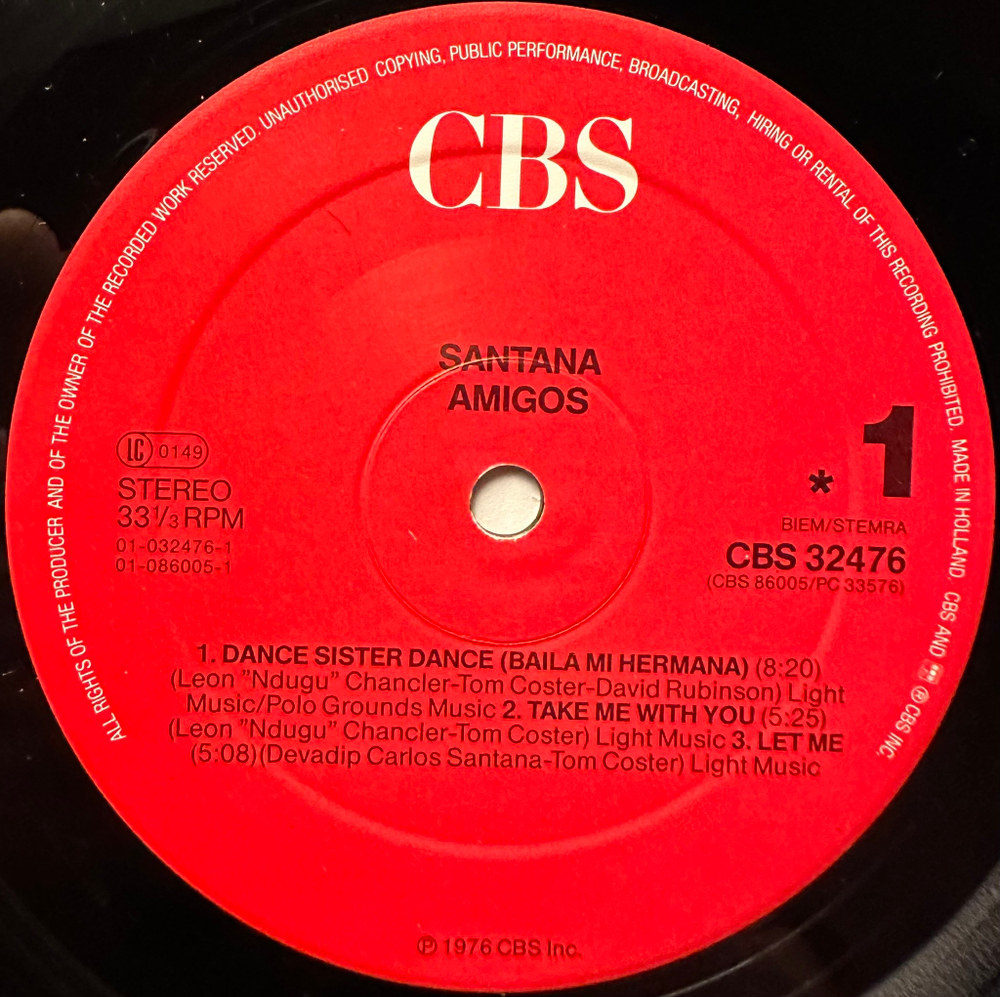 ALL RIGHTS OF THE PRODUCER AND OF THE OWNER OF THE RECORDED WORK RESERVED. UNAUTHORISED COPYING, PUBLIC PERFORMANCE, BROADCASTING, HIRING OR RENTAL OF THIS RECORDING PROHIBITED. MADE IN HOLLAND. CBS AND ® CBS INC.
CBS
SANTANA
AMIGOS
LC 0149
STEREO
33⅓ RPM
01-032476-1
01-086005-1
* 1
BIEM/STEMRA
CBS 32476
(CBS 86005/PC 33576)
1. DANCE SISTER DANCE (BAILA MI HERMANA) (8:20)
(Leon "Ndugu" Chancler-Tom Coster-David Rubinson) Light
Music/Polo Grounds Music 2. TAKE ME WITH YOU (5:25)
(Leon "Ndugu" Chancler-Tom Coster) Light Music 3. LET ME
(5:08)(Devadip Carlos Santana-Tom Coster) Light Music
℗ 1976 CBS Inc.